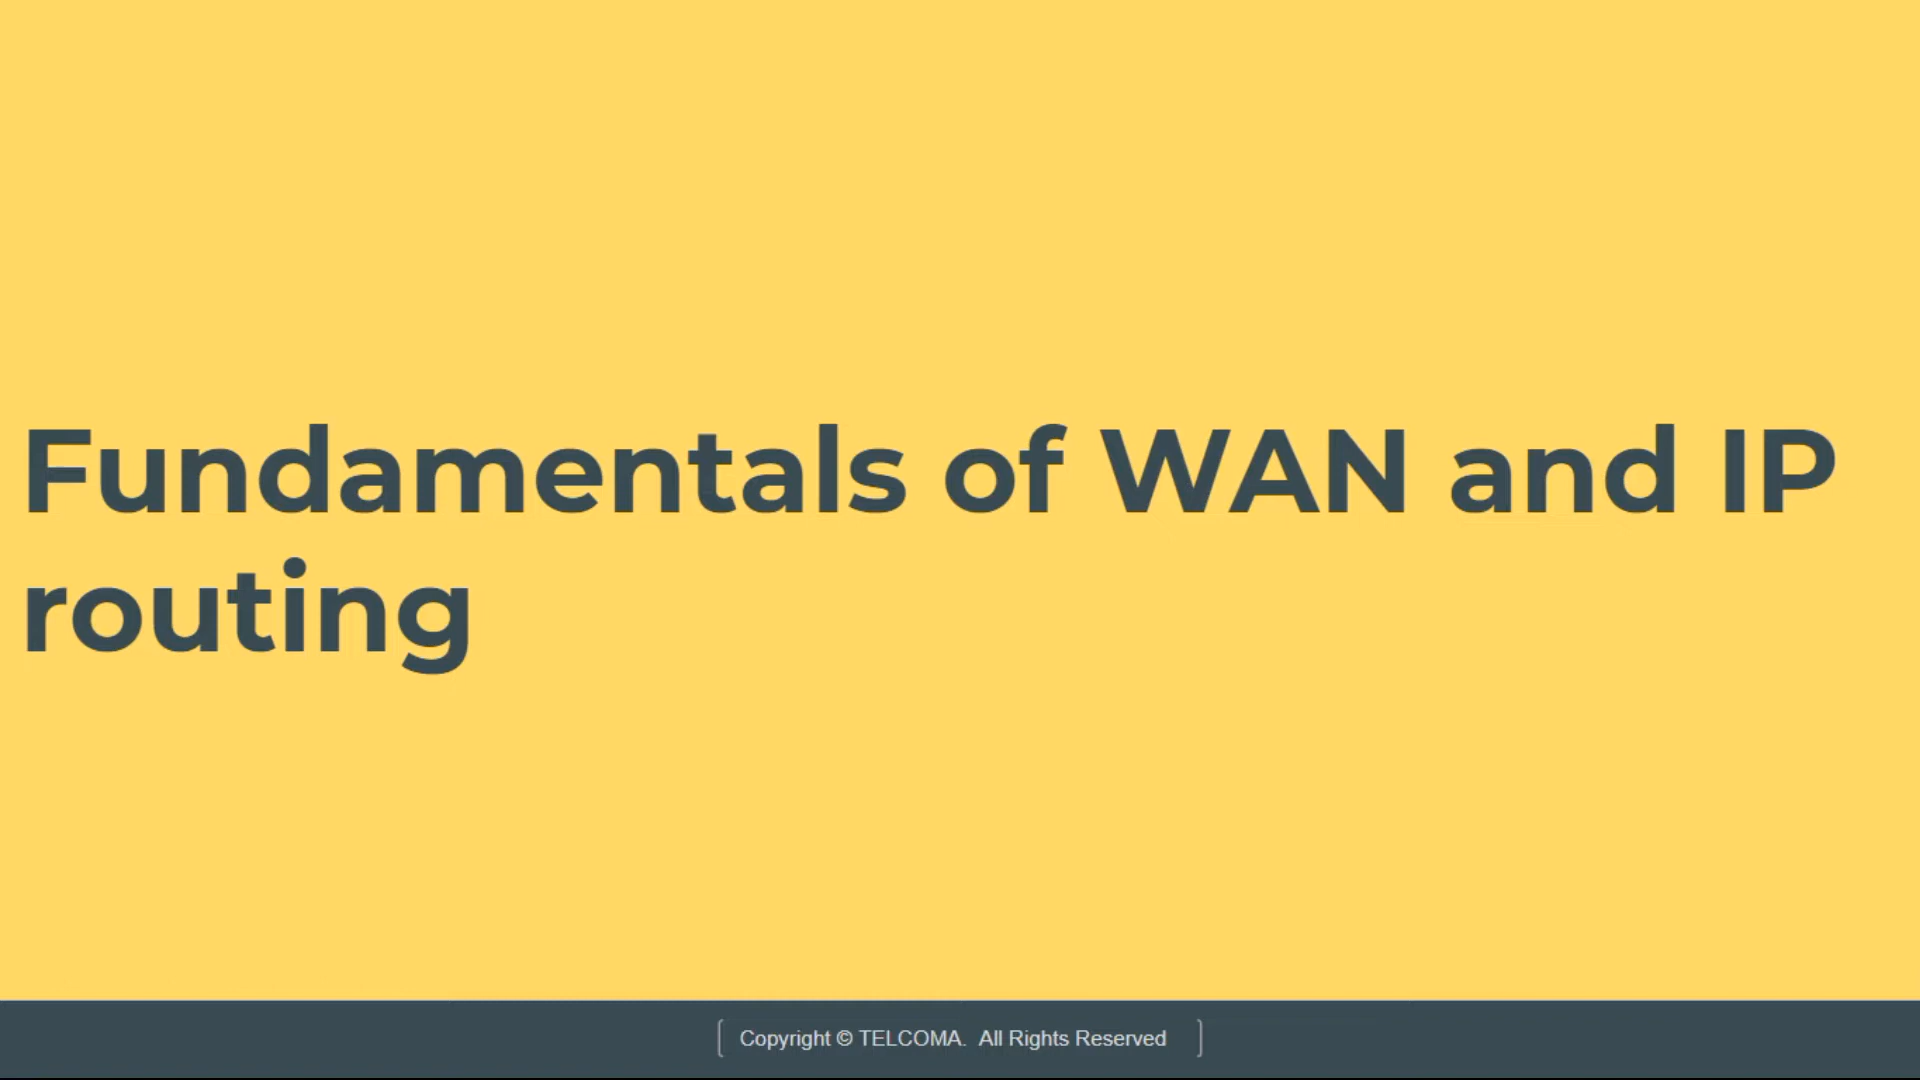 Fundamentals of WAN and IP
routing
Copyright © TELCOMA. All Rights Reserved